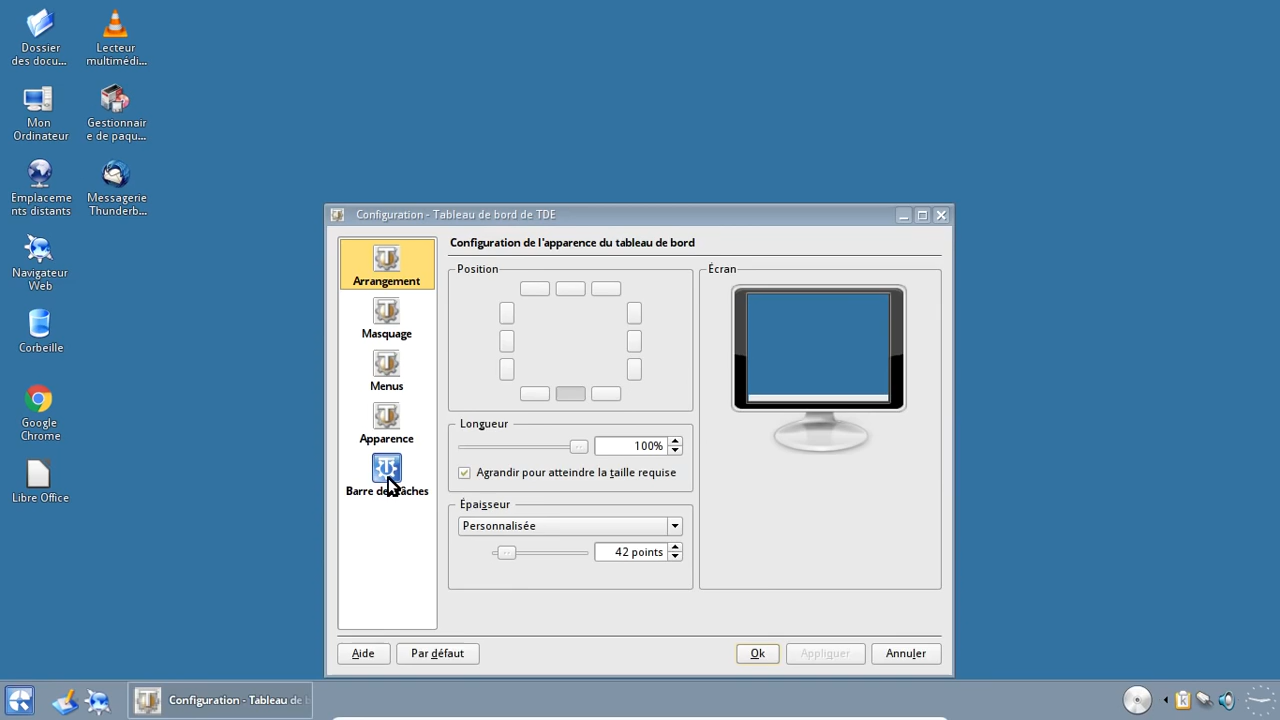 Dossier
des docu...
Lecteur
multimédi...
Mon
Ordinateur
Gestionnair
e de paqu...
Emplaceme
nts distants
Messagerie
Thunderb...
Navigateur
Web
Corbeille
Google
Chrome
Libre Office
Configuration - Tableau de bord de TDE
Arrangement
Masquage
Menus
Apparence
Barre de tâches
Configuration de l'apparence du tableau de bord
Position
Écran
Longueur
100%
Agrandir pour atteindre la taille requise
Épaisseur
Personnalisée
42 points
Aide
Par défaut
Ok
Appliquer
Annuler
Configuration - Tableau de b